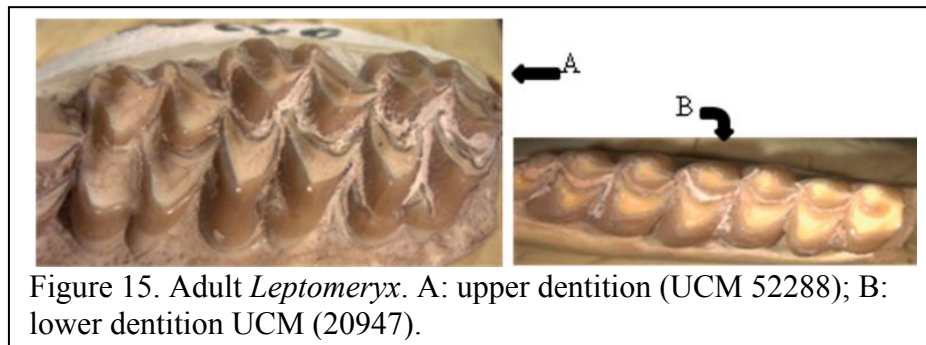 A
B
Figure 15. Adult Leptomeryx. A: upper dentition (UCM 52288); B:
lower dentition UCM (20947).